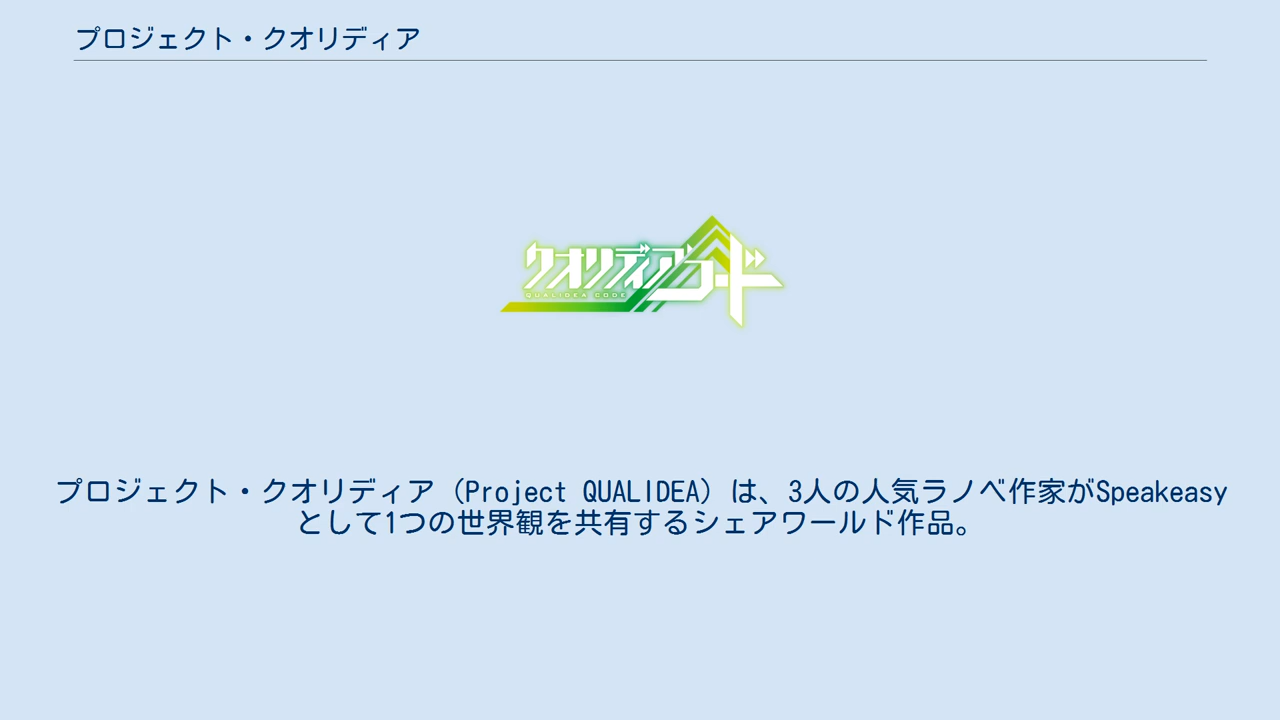 プロジェクト・クオリディア
クオリディアコード
QUALIDEA CODE
プロジェクト・クオリディア（Project QUALIDEA）は、3人の人気ラノベ作家がSpeakeasy
として1つの世界観を共有するシェアワールド作品。